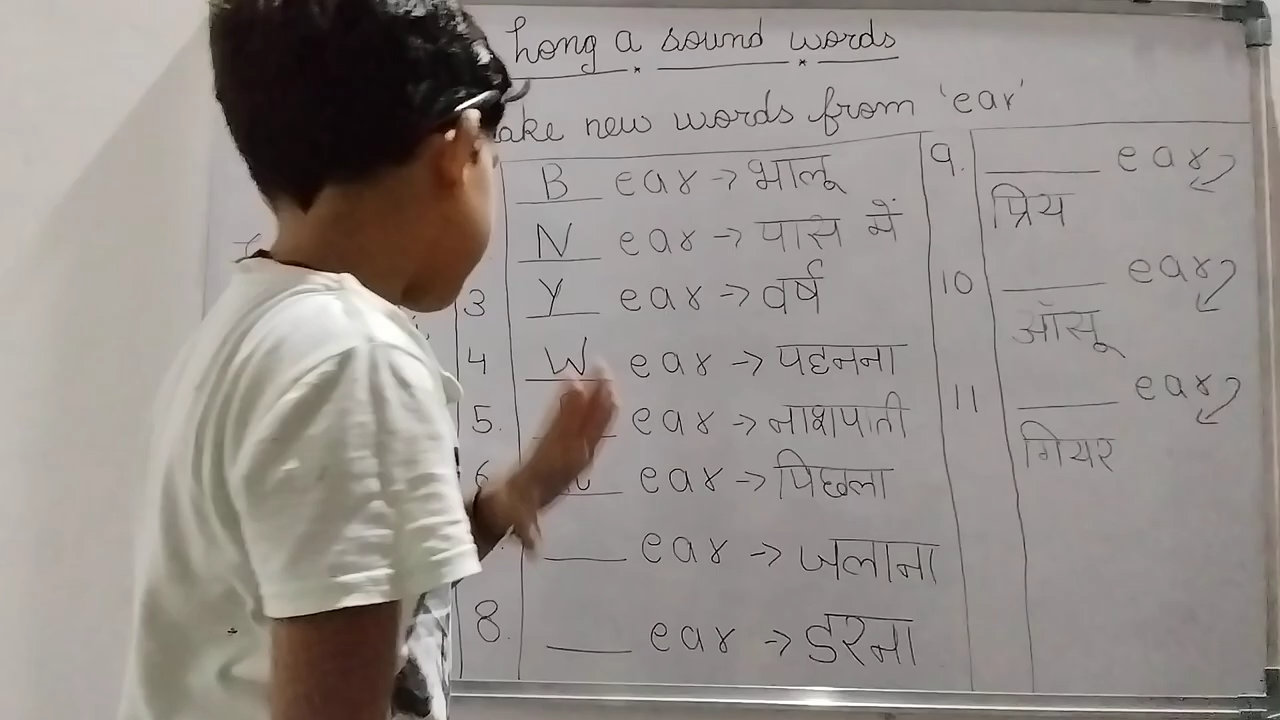 Long a sound words
ake new words from 'ear'
B ear → भालू
N ear → पास में
3 Y ear → वर्ष
4 W ear → पहनना
5. ear → नाशपाती
6 ear → पिछला
ear → जलाना
8. ear → डरना
9. ear
प्रिय
10 ear
आँसू
11 ear
गियर